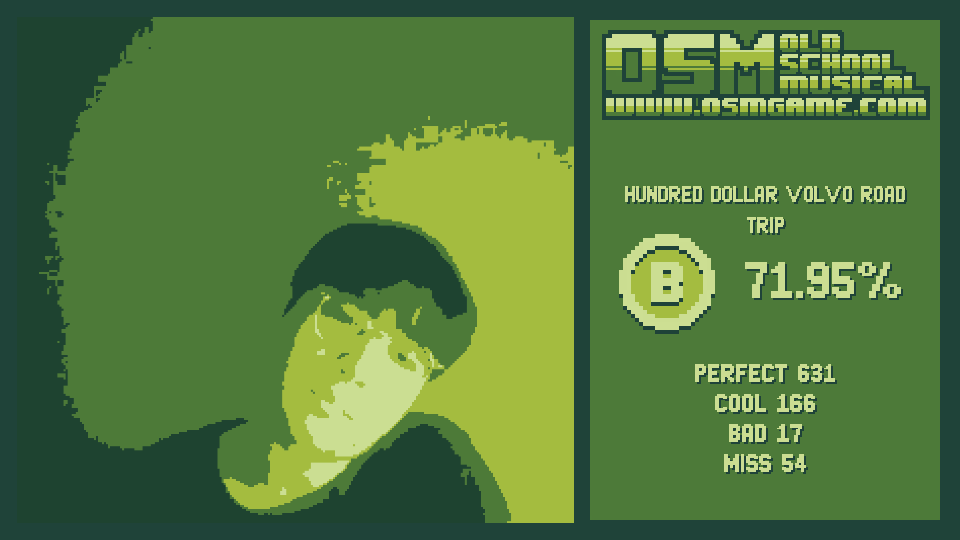 OSM OLD
SCHOOL
MUSICAL
WWW.OSMGAME.COM
HUNDRED DOLLAR VOLVO ROAD
TRIP
B 71.95%
PERFECT 631
COOL 166
BAD 17
MISS 54